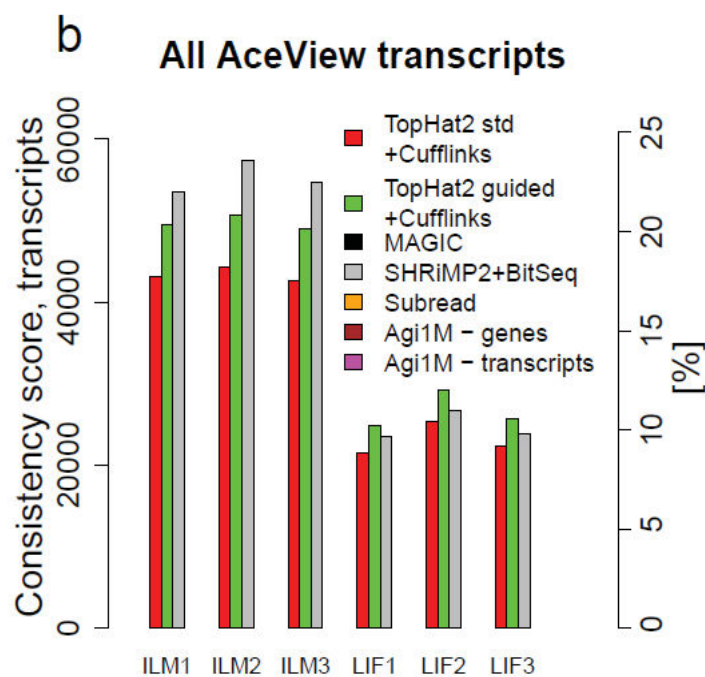 b
All AceView transcripts
Consistency score, transcripts
60000
40000
20000
0
TopHat2 std
+Cufflinks
TopHat2 guided
+Cufflinks
MAGIC
SHRiMP2+BitSeq
Subread
Agi1M − genes
Agi1M − transcripts
25
20
15
10
5
0
[%]
ILM1 ILM2 ILM3 LIF1 LIF2 LIF3